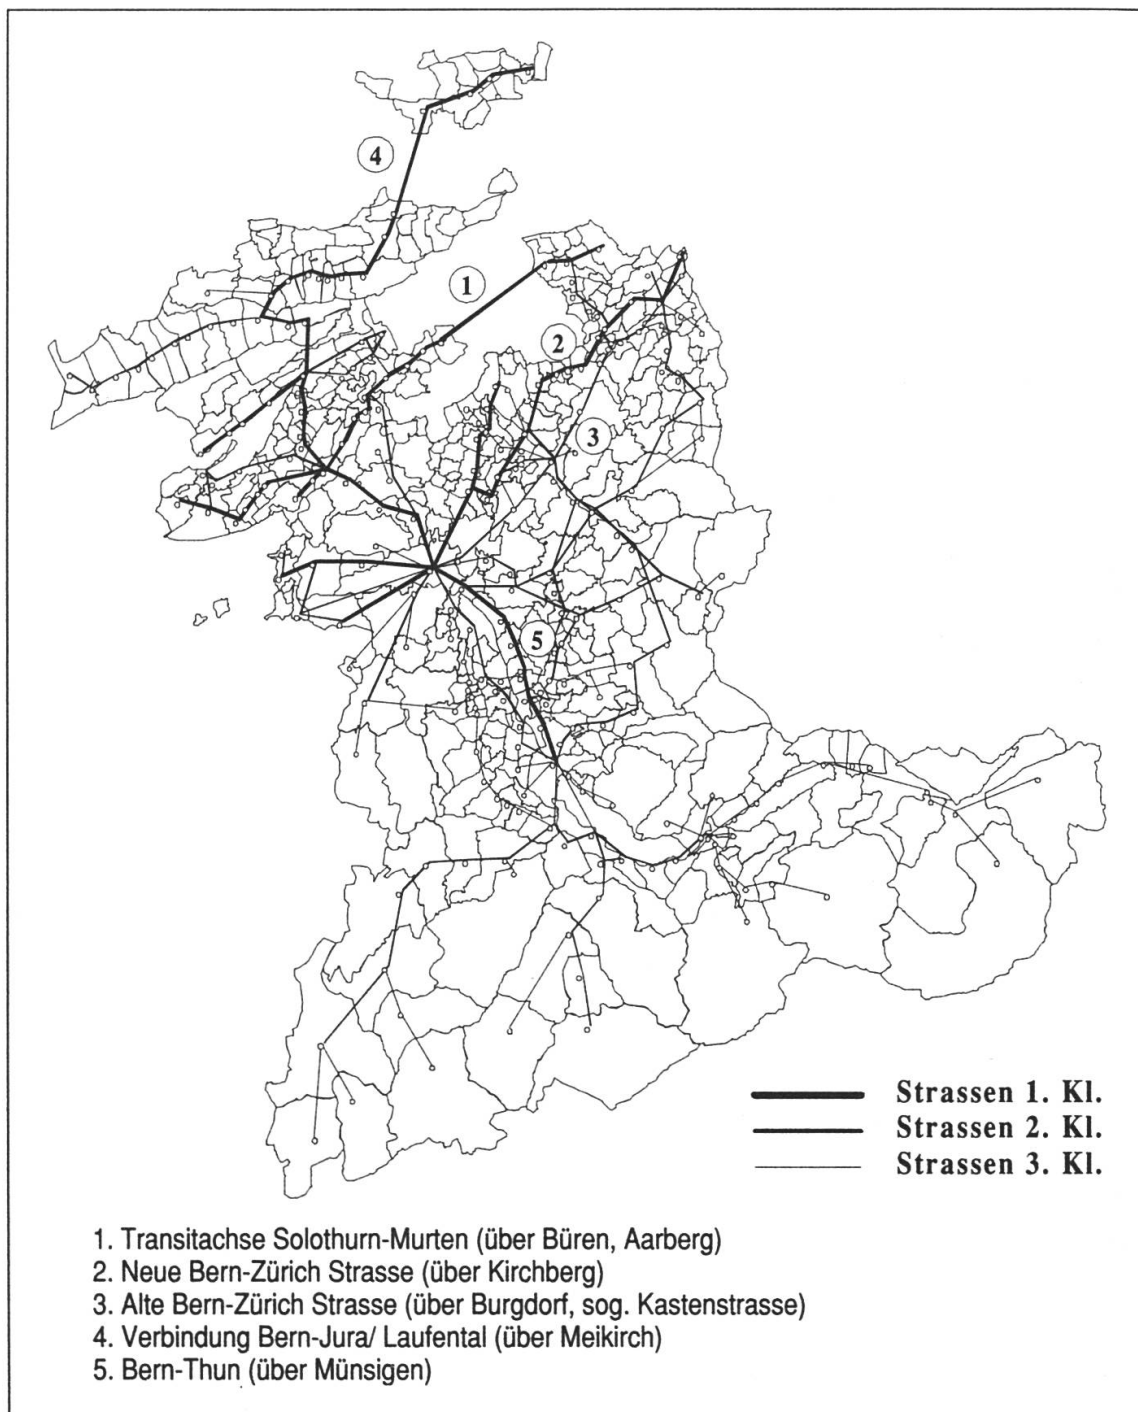 4
1
2
3
5
Strassen 1. Kl.
Strassen 2. Kl.
Strassen 3. Kl.
1. Transitachse Solothurn-Murten (über Büren, Aarberg)
2. Neue Bern-Zürich Strasse (über Kirchberg)
3. Alte Bern-Zürich Strasse (über Burgdorf, sog. Kastenstrasse)
4. Verbindung Bern-Jura/ Laufental (über Meikirch)
5. Bern-Thun (über Münsigen)